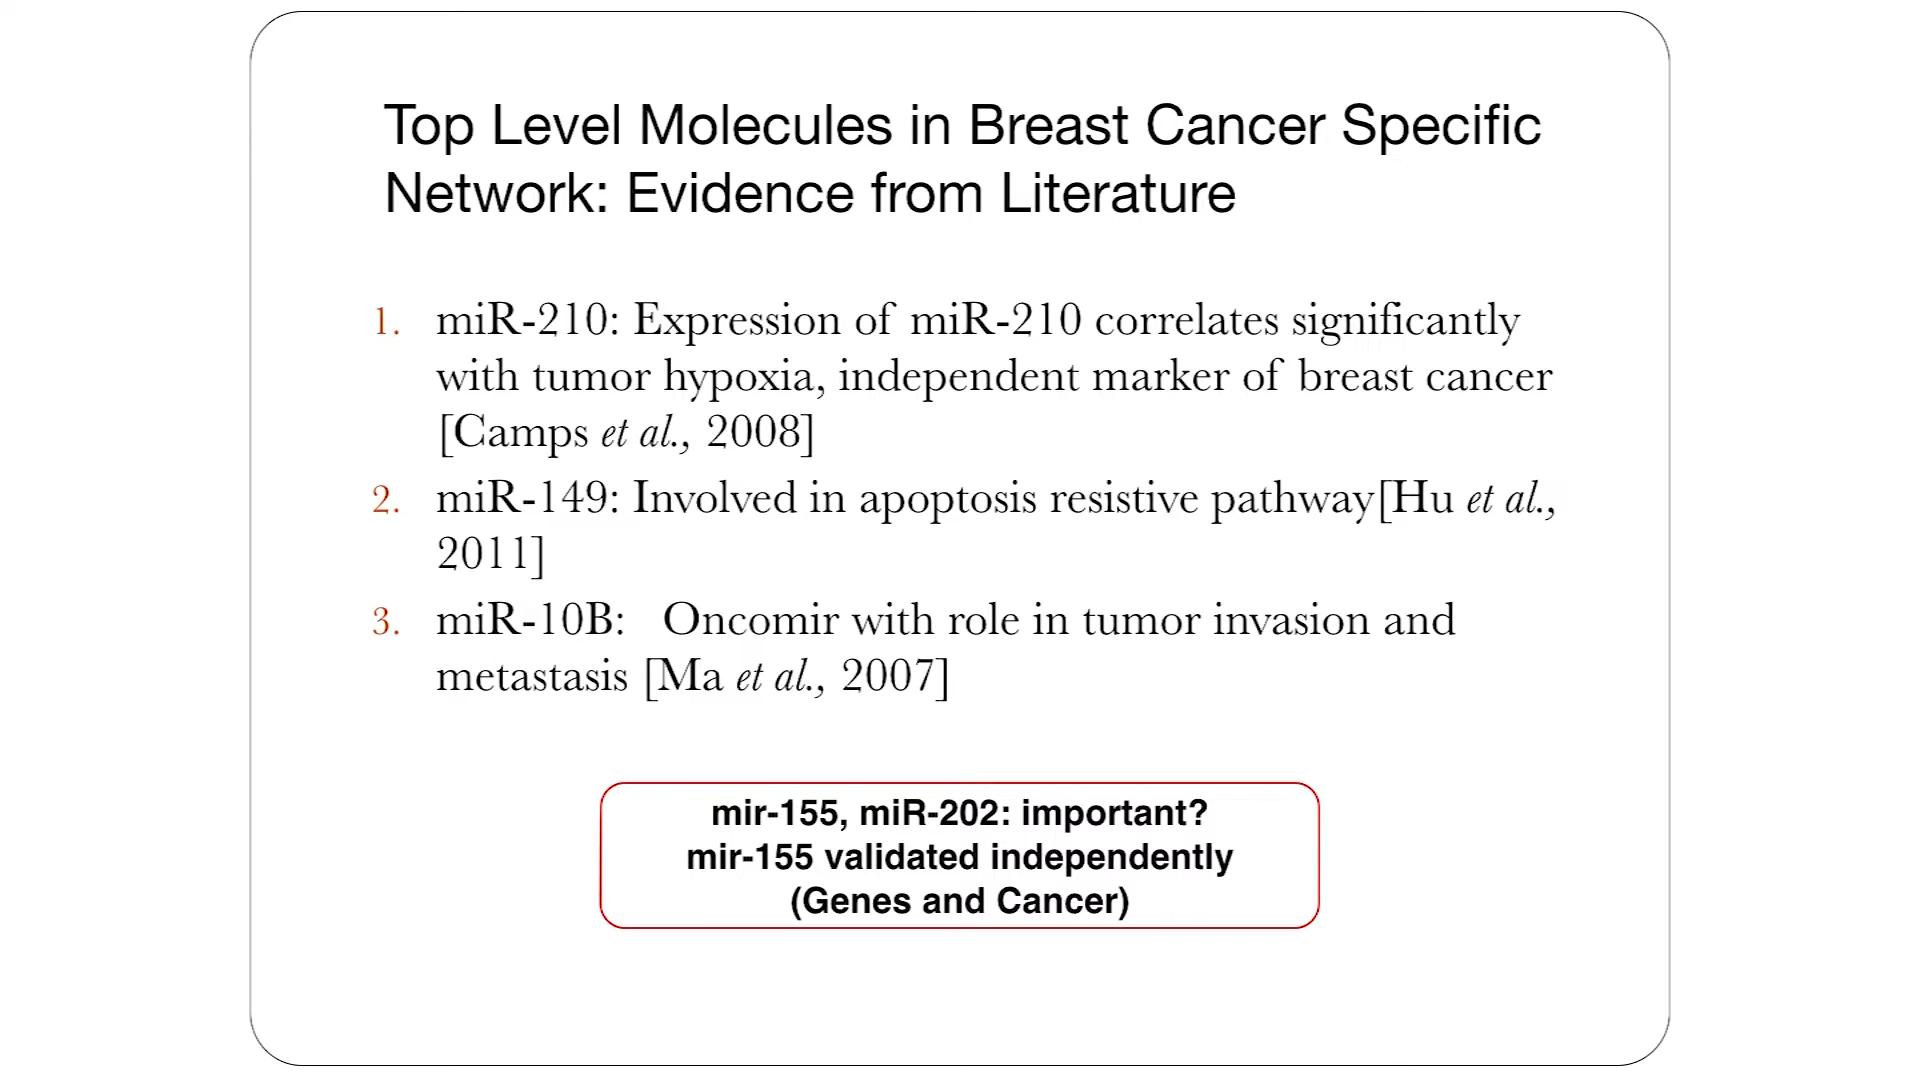 Top Level Molecules in Breast Cancer Specific
Network: Evidence from Literature
1. miR-210: Expression of miR-210 correlates significantly
with tumor hypoxia, independent marker of breast cancer
[Camps et al., 2008]
2. miR-149: Involved in apoptosis resistive pathway[Hu et al.,
2011]
3. miR-10B: Oncomir with role in tumor invasion and
metastasis [Ma et al., 2007]
mir-155, miR-202: important?
mir-155 validated independently
(Genes and Cancer)